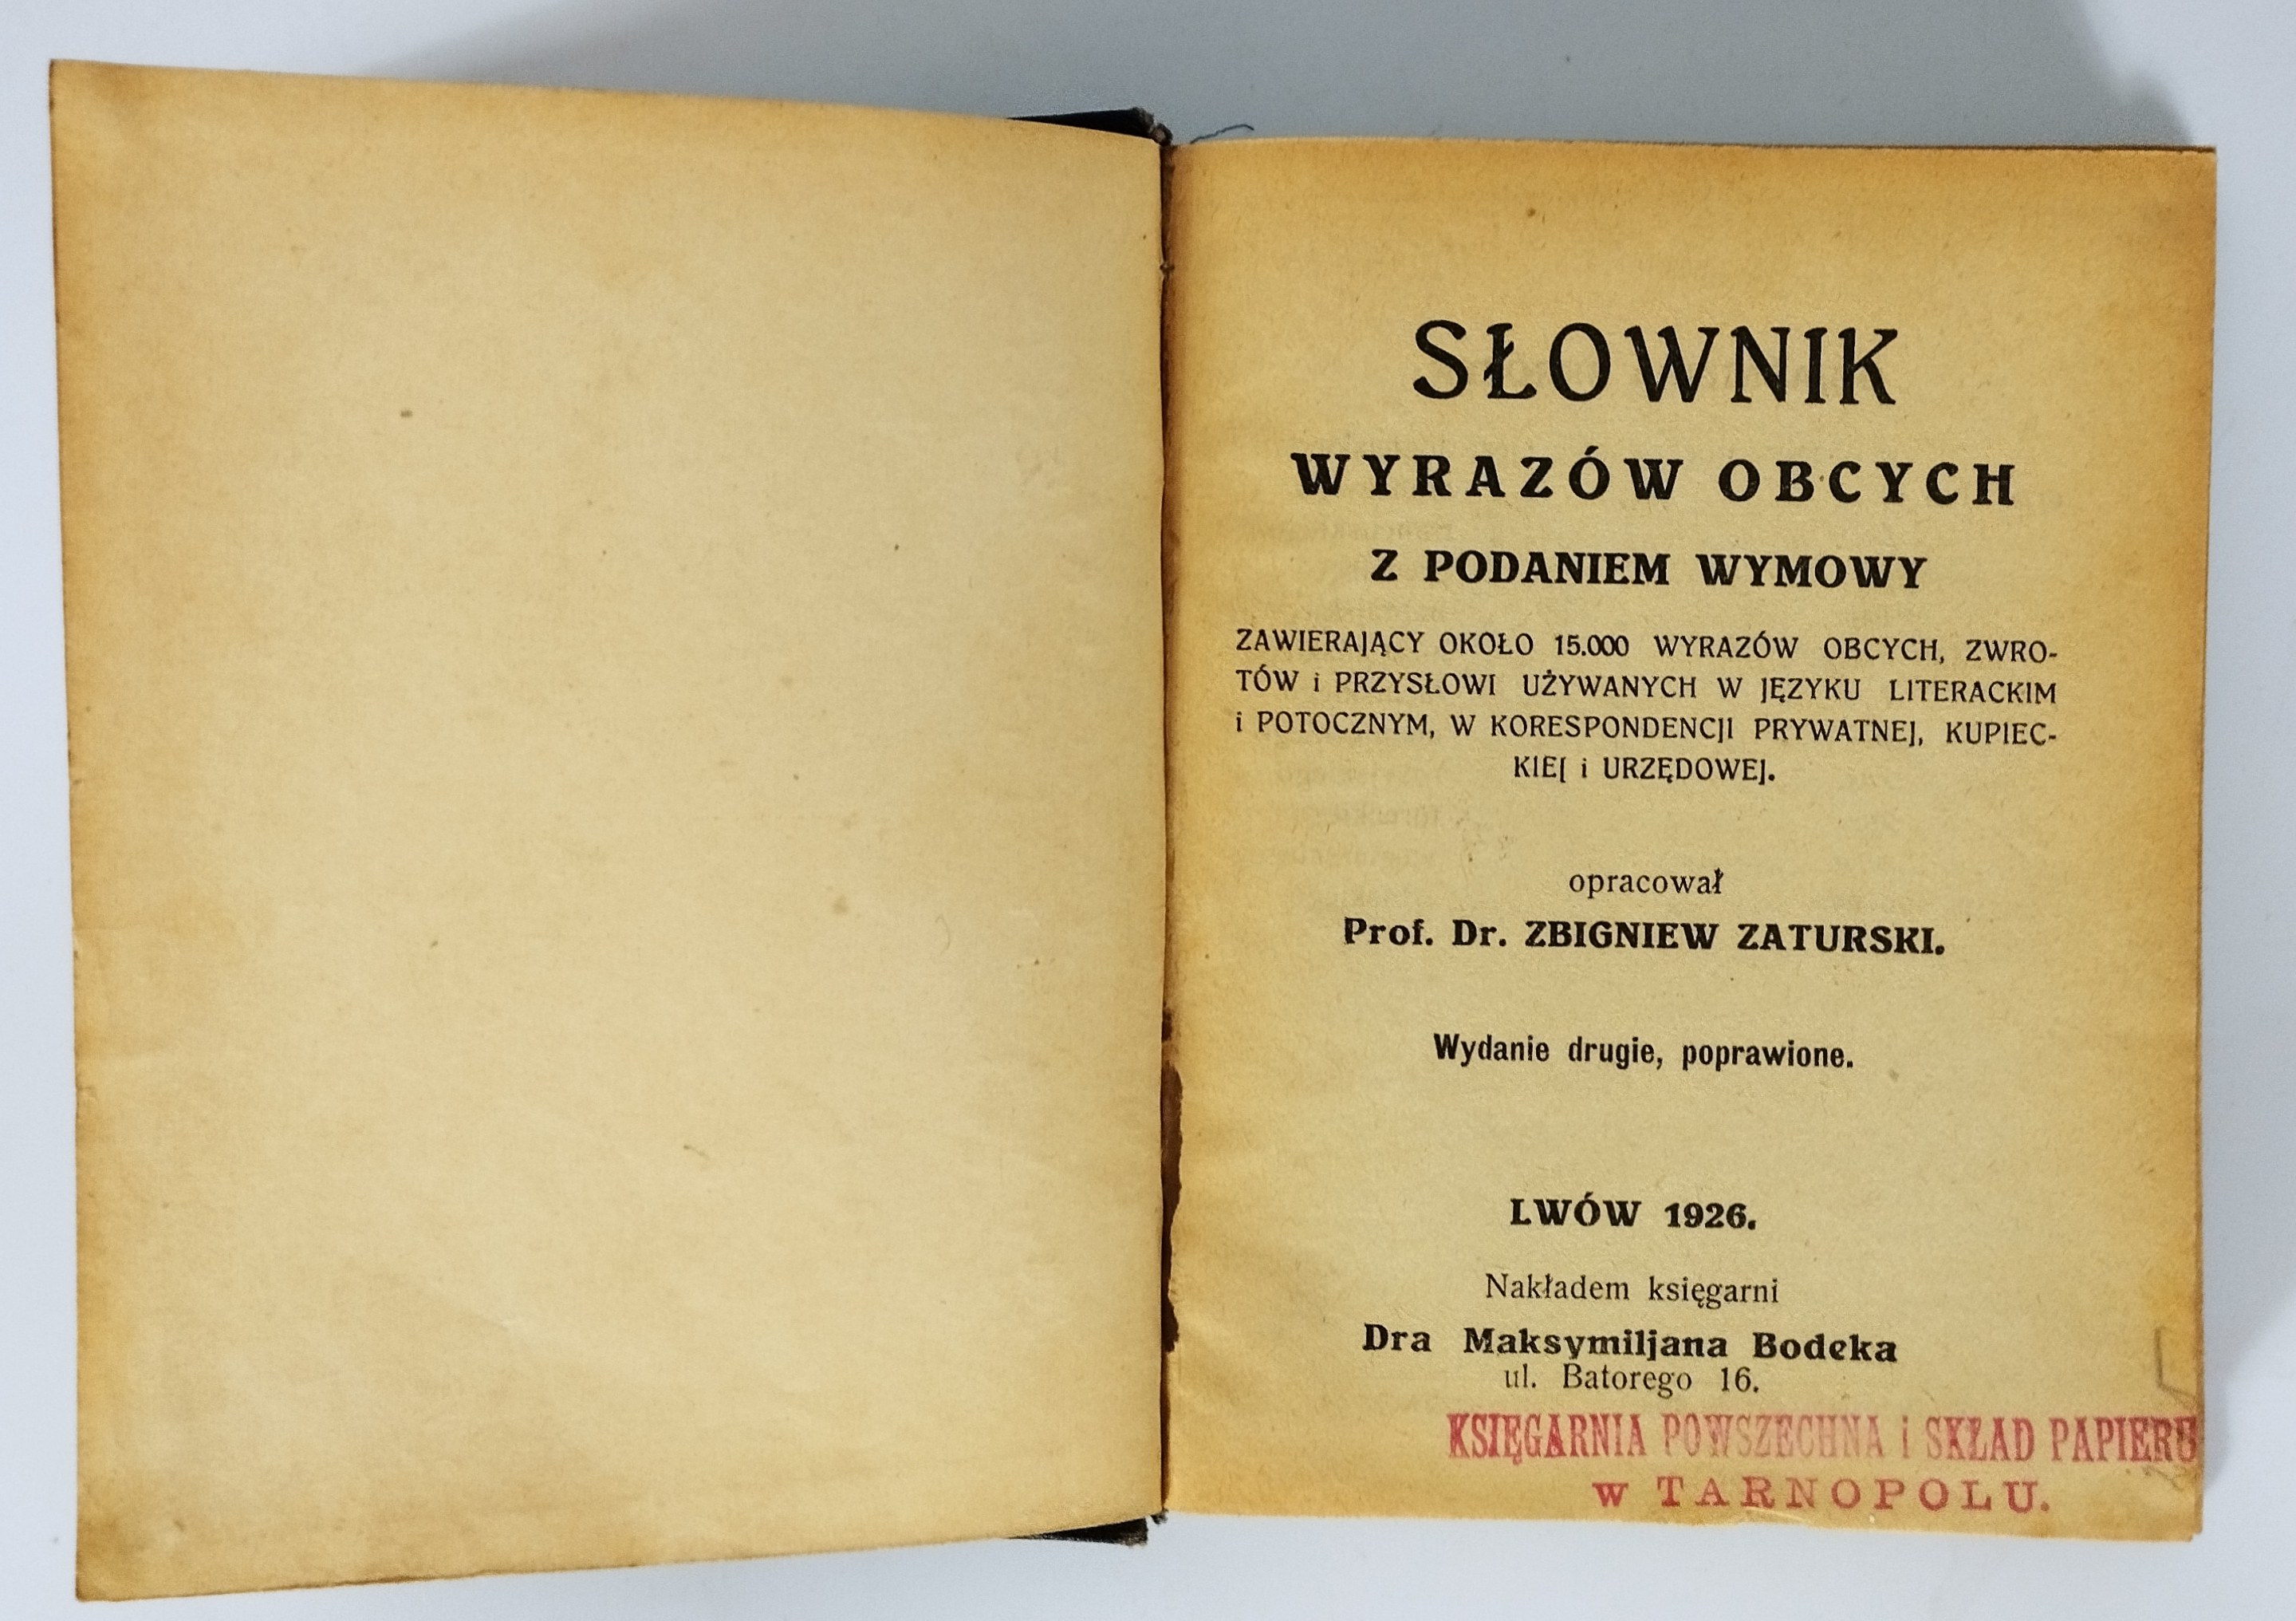 SŁOWNIK
WYRAZÓW OBCYCH
Z PODANIEM WYMOWY
ZAWIERAJĄCY OKOŁO 15.000 WYRAZÓW OBCYCH, ZWRO-
TÓW i PRZYSŁOWI UŻYWANYCH W JĘZYKU LITERACKIM
i POTOCZNYM, W KORESPONDENCJI PRYWATNEJ, KUPIEC-
KIEJ i URZĘDOWEJ.
opracował
Prof. Dr. ZBIGNIEW ZATURSKI.
Wydanie drugie, poprawione.
LWÓW 1926.
Nakładem księgarni
Dra Maksymiljana Bodeka
ul. Batorego 16.
KSIĘGARNIA POWSZECHNA i SKŁAD PAPIERU
w TARNOPOLU.